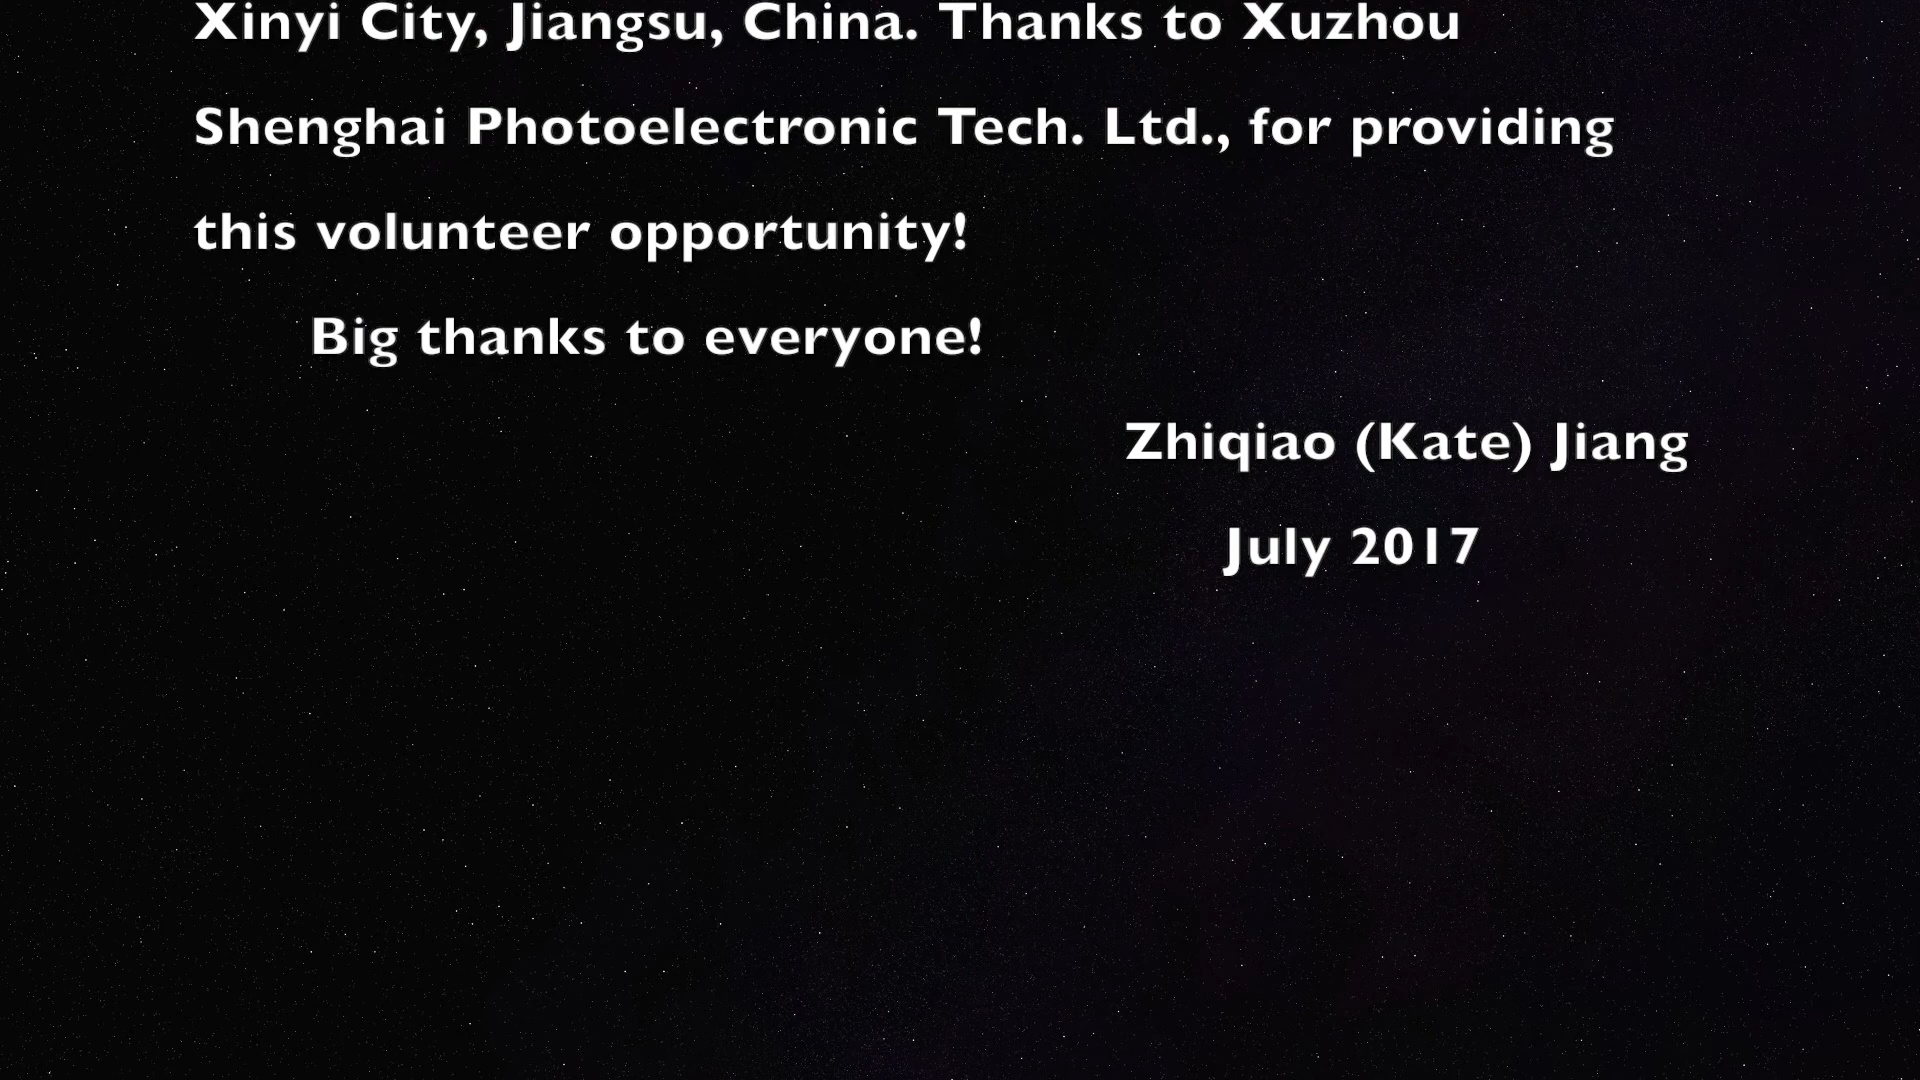 Xinyi City, Jiangsu, China. Thanks to Xuzhou
Shenghai Photoelectronic Tech. Ltd., for providing
this volunteer opportunity!
Big thanks to everyone!
Zhiqiao (Kate) Jiang
July 2017